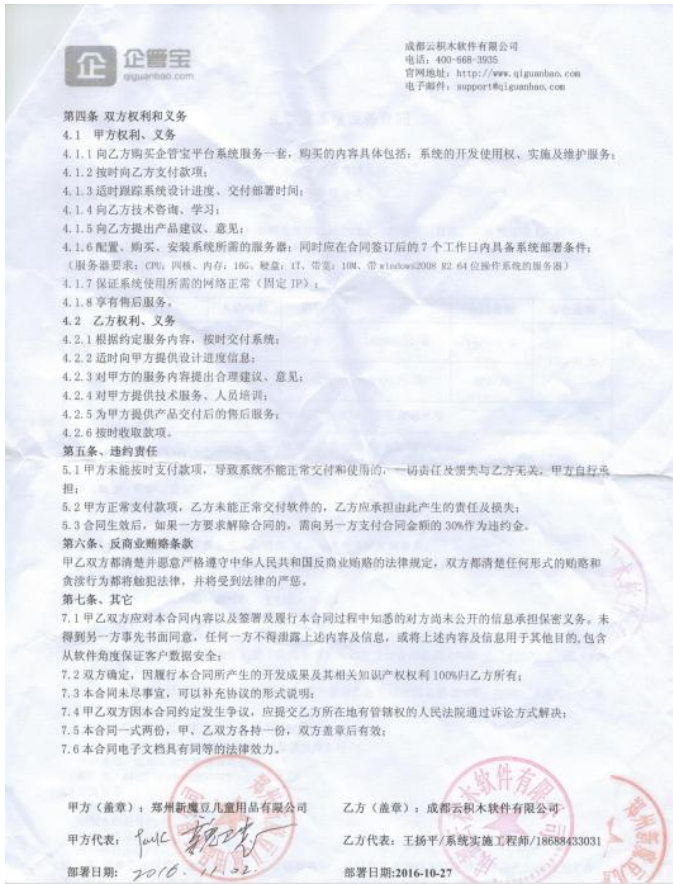 企管宝
qiguanbao.com
成都云积木软件有限公司
电话：400-668-3935
官网地址：http://www.qiguanbao.com
电子邮件：support@qiguanbao.com
第四条 双方权利和义务
4.1 甲方权利、义务
4.1.1向乙方购买企管宝平台系统服务一套，购买的内容具体包括：系统的开发使用权、实施及维护服务；
4.1.2按时向乙方支付款项；
4.1.3适时跟踪系统设计进度、交付部署时间；
4.1.4向乙方技术咨询、学习；
4.1.5向乙方提出产品建议、意见；
4.1.6配置、购买、安装系统所需的服务器；同时应在合同签订后的7个工作日内具备系统部署条件；
（服务器要求：CPU：四核、内存：16G、硬盘：1T、带宽：10M、带windows2008 R2 64位操作系统的服务器）
4.1.7保证系统使用所需的网络正常（固定IP）；
4.1.8享有售后服务。
4.2 乙方权利、义务
4.2.1根据约定服务内容，按时交付系统；
4.2.2适时向甲方提供设计进度信息；
4.2.3对甲方的服务内容提出合理建议、意见；
4.2.4对甲方提供技术服务、人员培训；
4.2.5为甲方提供产品交付后的售后服务；
4.2.6按时收取款项。
第五条、违约责任
5.1甲方未能按时支付款项，导致系统不能正常交付和使用的，一切责任及损失与乙方无关，甲方自行承
担；
5.2甲方正常支付款项，乙方未能正常交付软件的，乙方应承担由此产生的责任及损失；
5.3合同生效后，如果一方要求解除合同的，需向另一方支付合同金额的30%作为违约金。
第六条、反商业贿赂条款
甲乙双方都清楚并愿意严格遵守中华人民共和国反商业贿赂的法律规定，双方都清楚任何形式的贿赂和
贪渎行为都将触犯法律，并将受到法律的严惩。
第七条、其它
7.1甲乙双方应对本合同内容以及签署及履行本合同过程中知悉的对方尚未公开的信息承担保密义务。未
得到另一方事先书面同意，任何一方不得泄露上述内容及信息，或将上述内容及信息用于其他目的,包含
从软件角度保证客户数据安全；
7.2双方确定，因履行本合同所产生的开发成果及其相关知识产权权利100%归乙方所有；
7.3本合同未尽事宜，可以补充协议的形式说明；
7.4甲乙双方因本合同约定发生争议，应提交乙方所在地有管辖权的人民法院通过诉讼方式解决；
7.5本合同一式两份，甲、乙双方各持一份，双方盖章后有效；
7.6本合同电子文档具有同等的法律效力。
甲方（盖章）：郑州新魔豆儿童用品有限公司
乙方（盖章）：成都云积木软件有限公司
甲方代表：
乙方代表：王扬平/系统实施工程师/18688433031
部署日期：2016.11.02.
部署日期:2016-10-27